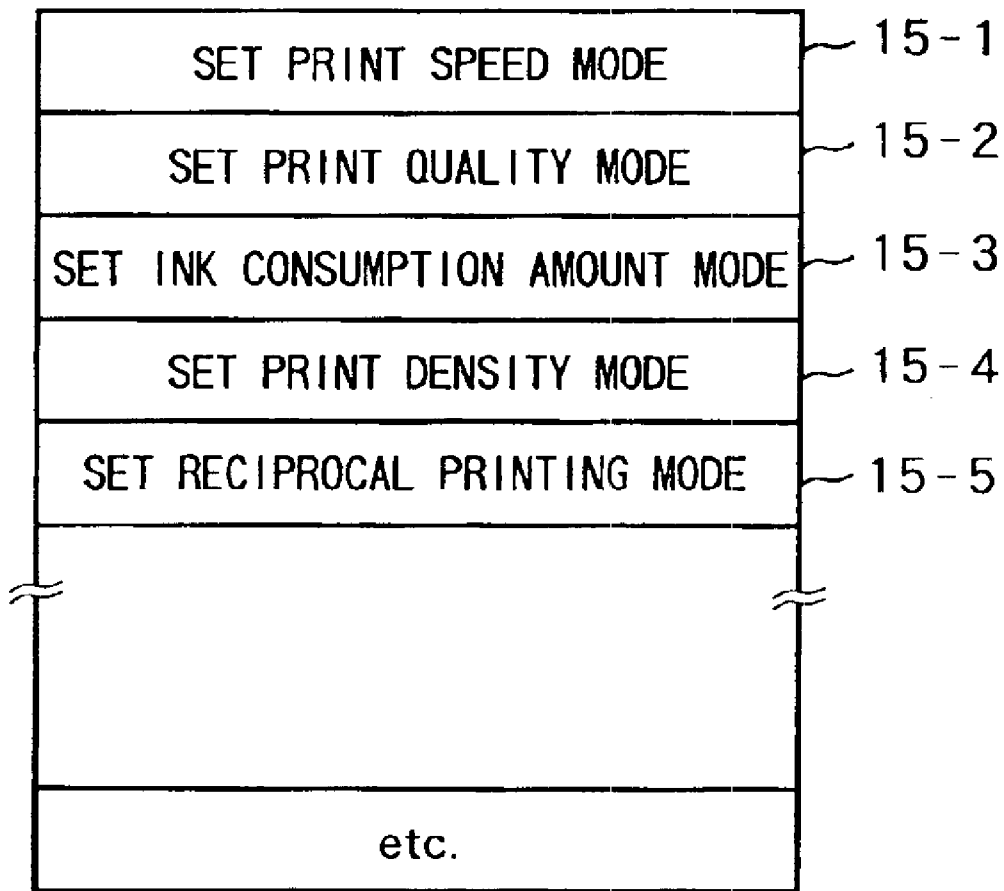 SET PRINT SPEED MODE 15-1
SET PRINT QUALITY MODE 15-2
SET INK CONSUMPTION AMOUNT MODE 15-3
SET PRINT DENSITY MODE 15-4
SET RECIPROCAL PRINTING MODE 15-5
etc.